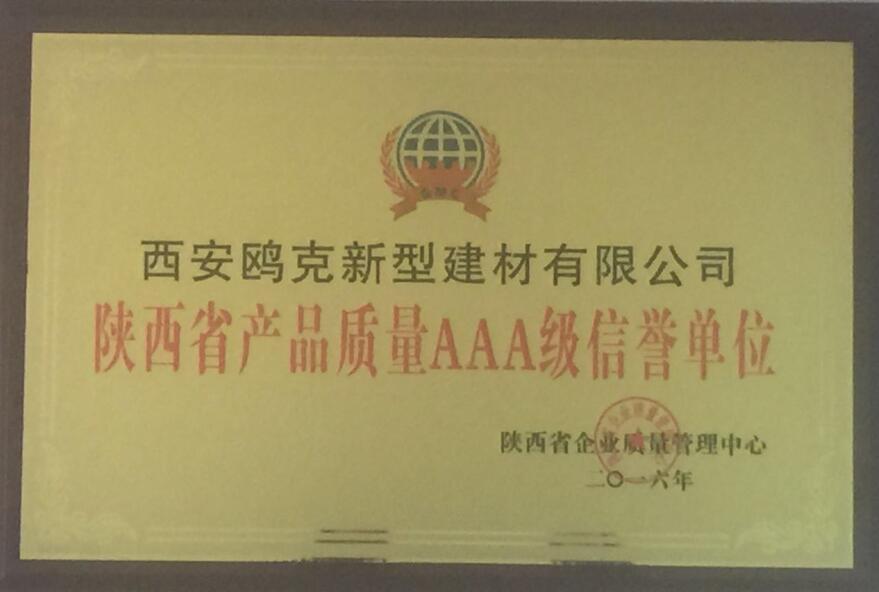 西安鸥克新型建材有限公司
陕西省产品质量AAA级信誉单位
陕西省企业质量管理中心
二〇一六年